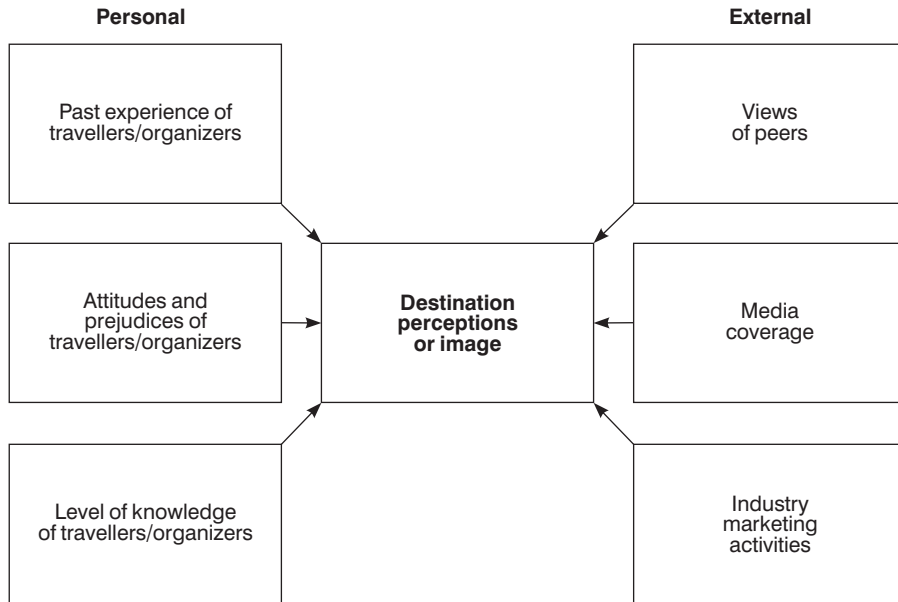 Personal
External
Past experience of
travellers/organizers
Views
of peers
Attitudes and
prejudices of
travellers/organizers
Destination
perceptions
or image
Media
coverage
Level of knowledge
of travellers/organizers
Industry
marketing
activities